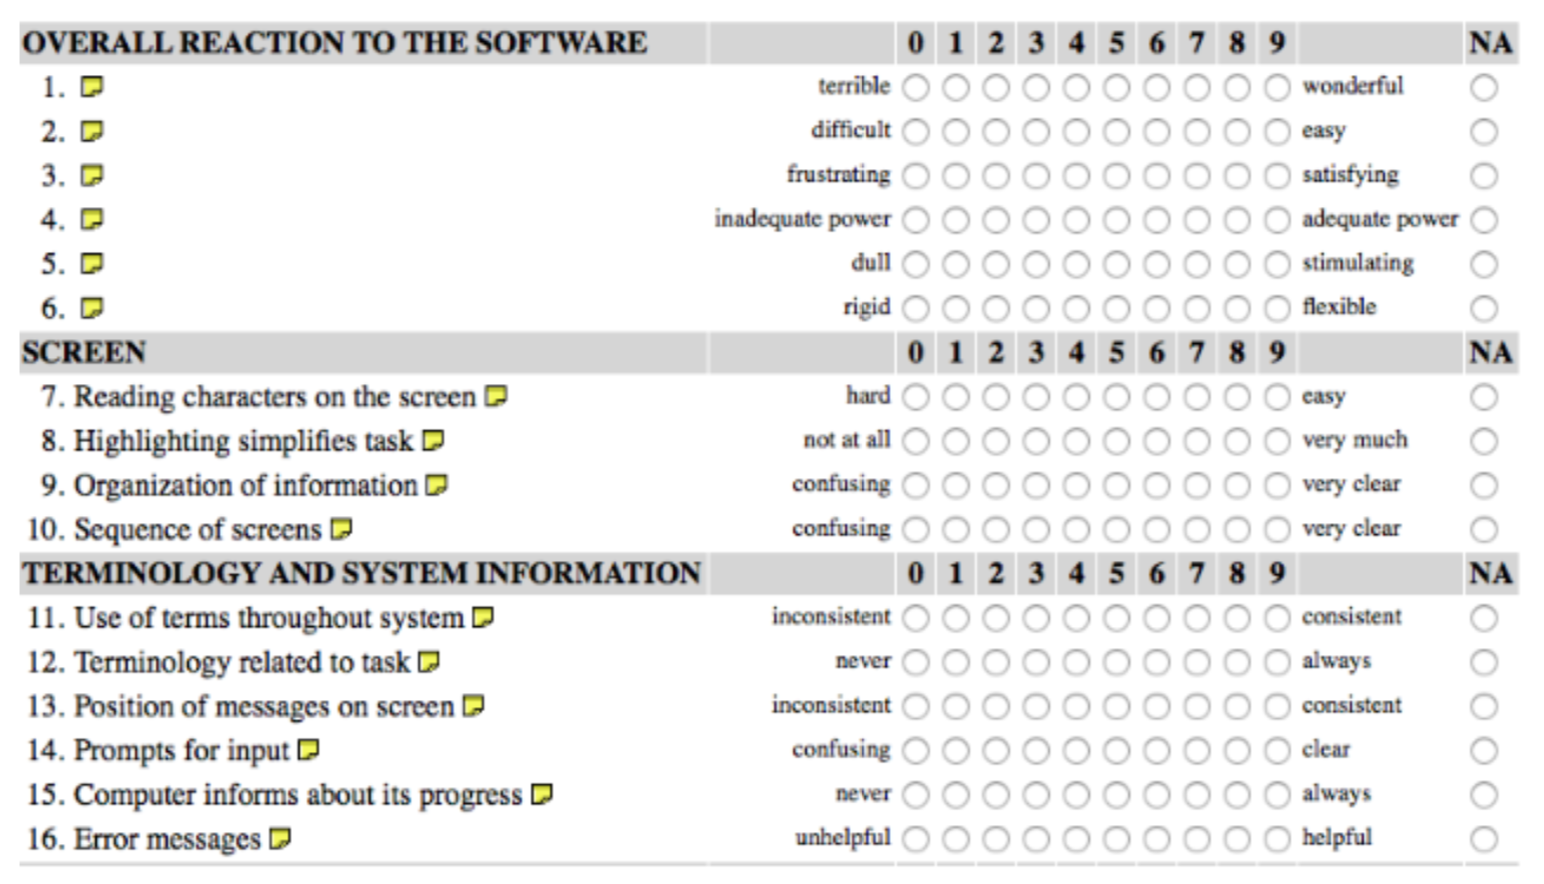 OVERALL REACTION TO THE SOFTWARE 0 1 2 3 4 5 6 7 8 9 NA
1. terrible wonderful
2. difficult easy
3. frustrating satisfying
4. inadequate power adequate power
5. dull stimulating
6. rigid flexible
SCREEN 0 1 2 3 4 5 6 7 8 9 NA
7. Reading characters on the screen hard easy
8. Highlighting simplifies task not at all very much
9. Organization of information confusing very clear
10. Sequence of screens confusing very clear
TERMINOLOGY AND SYSTEM INFORMATION 0 1 2 3 4 5 6 7 8 9 NA
11. Use of terms throughout system inconsistent consistent
12. Terminology related to task never always
13. Position of messages on screen inconsistent consistent
14. Prompts for input confusing clear
15. Computer informs about its progress never always
16. Error messages unhelpful helpful